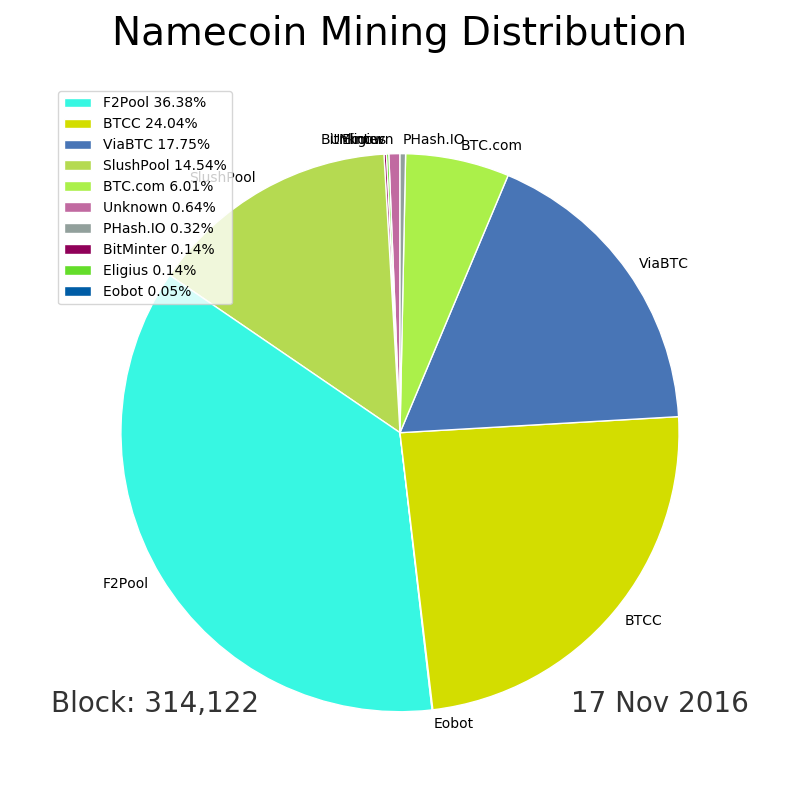 Namecoin Mining Distribution
F2Pool 36.38%
BTCC 24.04%
ViaBTC 17.75%
SlushPool 14.54%
BTC.com 6.01%
Unknown 0.64%
PHash.IO 0.32%
BitMinter 0.14%
Eligius 0.14%
Eobot 0.05%
PHash.IO
BTC.com
SlushPool
ViaBTC
F2Pool
BTCC
Eobot
Block: 314,122
17 Nov 2016